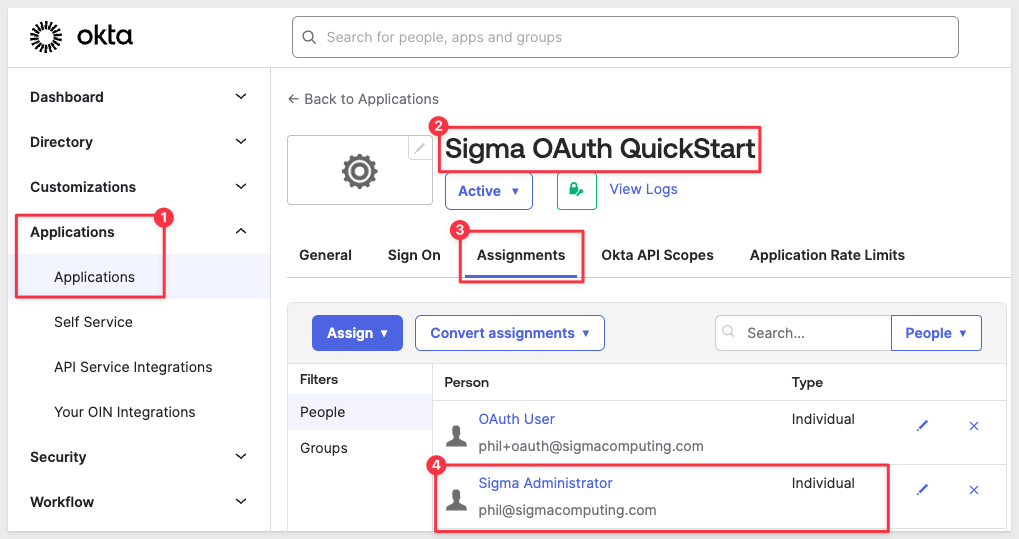 okta
Search for people, apps and groups
Dashboard
Directory
Customizations
1
Applications
Applications
Self Service
API Service Integrations
Your OIN Integrations
Security
Workflow
← Back to Applications
2
Sigma OAuth QuickStart
Active ▼
View Logs
3
General Sign On Assignments Okta API Scopes Application Rate Limits
Assign ▼ Convert assignments ▼ Search... People ▼
Filters
People
Groups
Person Type
OAuth User Individual
phil+oauth@sigmacomputing.com
4
Sigma Administrator Individual
phil@sigmacomputing.com